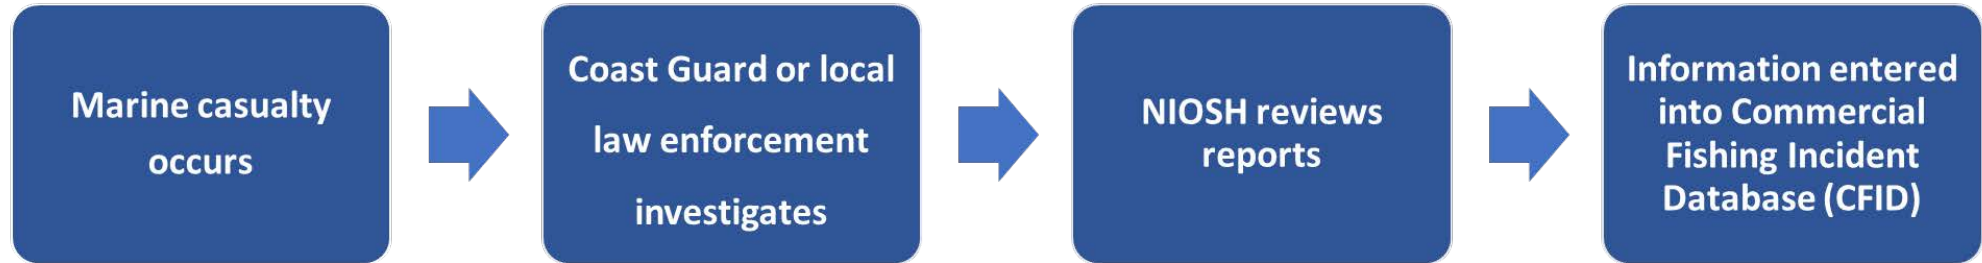 Marine casualty
occurs
Coast Guard or local
law enforcement
investigates
NIOSH reviews
reports
Information entered
into Commercial
Fishing Incident
Database (CFID)